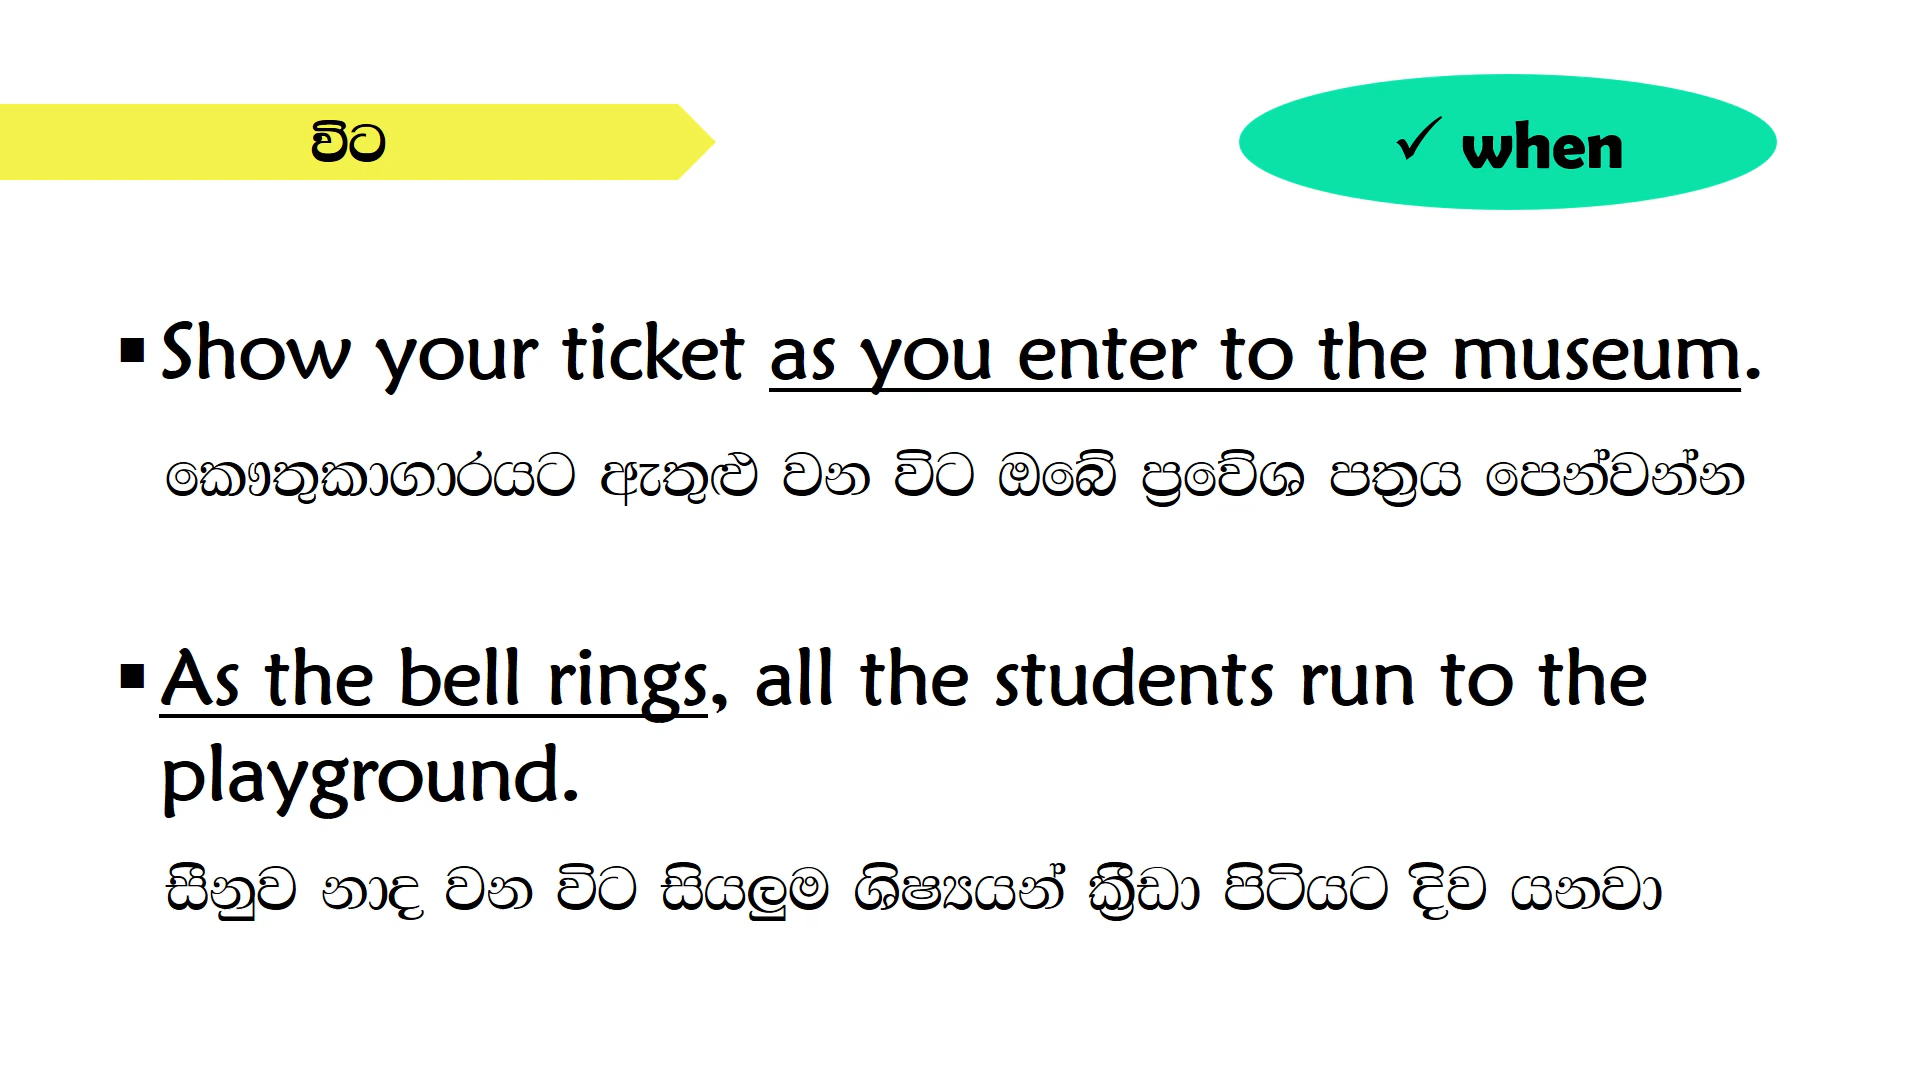 විට
✓ when
▪ Show your ticket as you enter to the museum.
කෞතුකාගාරයට ඇතුළු වන විට ඔබේ ප්‍රවේශ පත්‍රය පෙන්වන්න
▪ As the bell rings, all the students run to the
playground.
සීනුව නාද වන විට සියලුම ශිෂ්‍යයන් ක්‍රීඩා පිටියට දිව යනවා